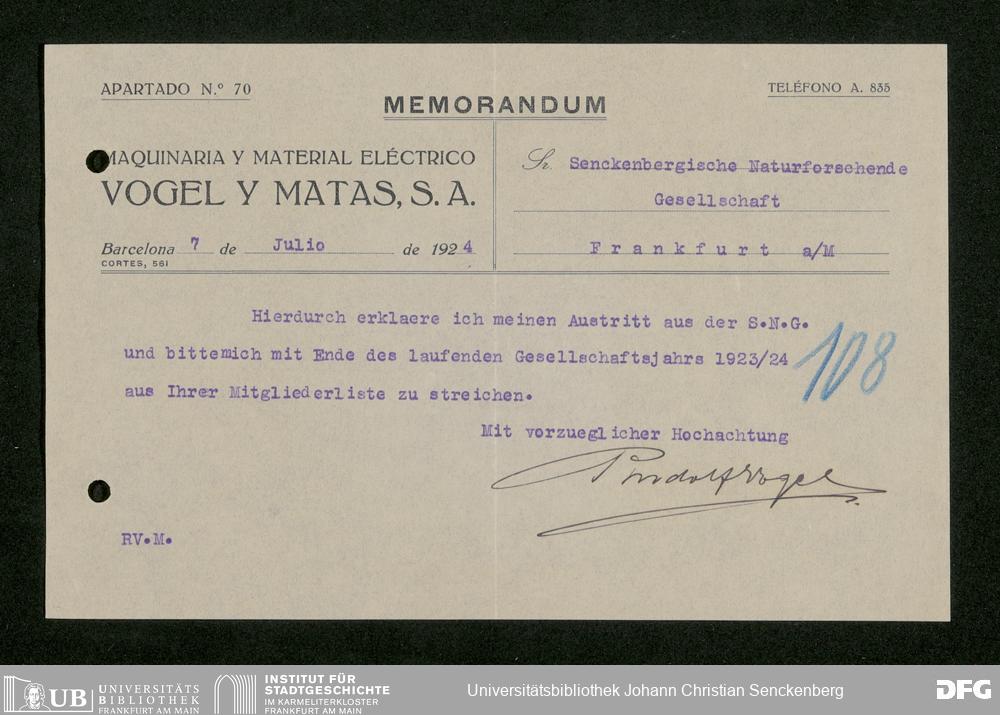 APARTADO N.º 70
TELÉFONO A. 835
MEMORANDUM
MAQUINARIA Y MATERIAL ELÉCTRICO
VOGEL Y MATAS, S. A.
Barcelona 7 de Julio de 1924
CORTES, 561
Sr. Senckenbergische Naturforschende
Gesellschaft
Frankfurt a/M
Hierdurch erklaere ich meinen Austritt aus der S.N.G.
und bittemich mit Ende des laufenden Gesellschaftsjahrs 1923/24
aus Ihrer Mitgliederliste zu streichen.
108
Mit vorzueglicher Hochachtung
Rudolf Vogel
RV.M.
UB UNIVERSITÄTS
BIBLIOTHEK
FRANKFURT AM MAIN
INSTITUT FÜR
STADTGESCHICHTE
IM KARMELITERKLOSTER
FRANKFURT AM MAIN
Universitätsbibliothek Johann Christian Senckenberg
DFG